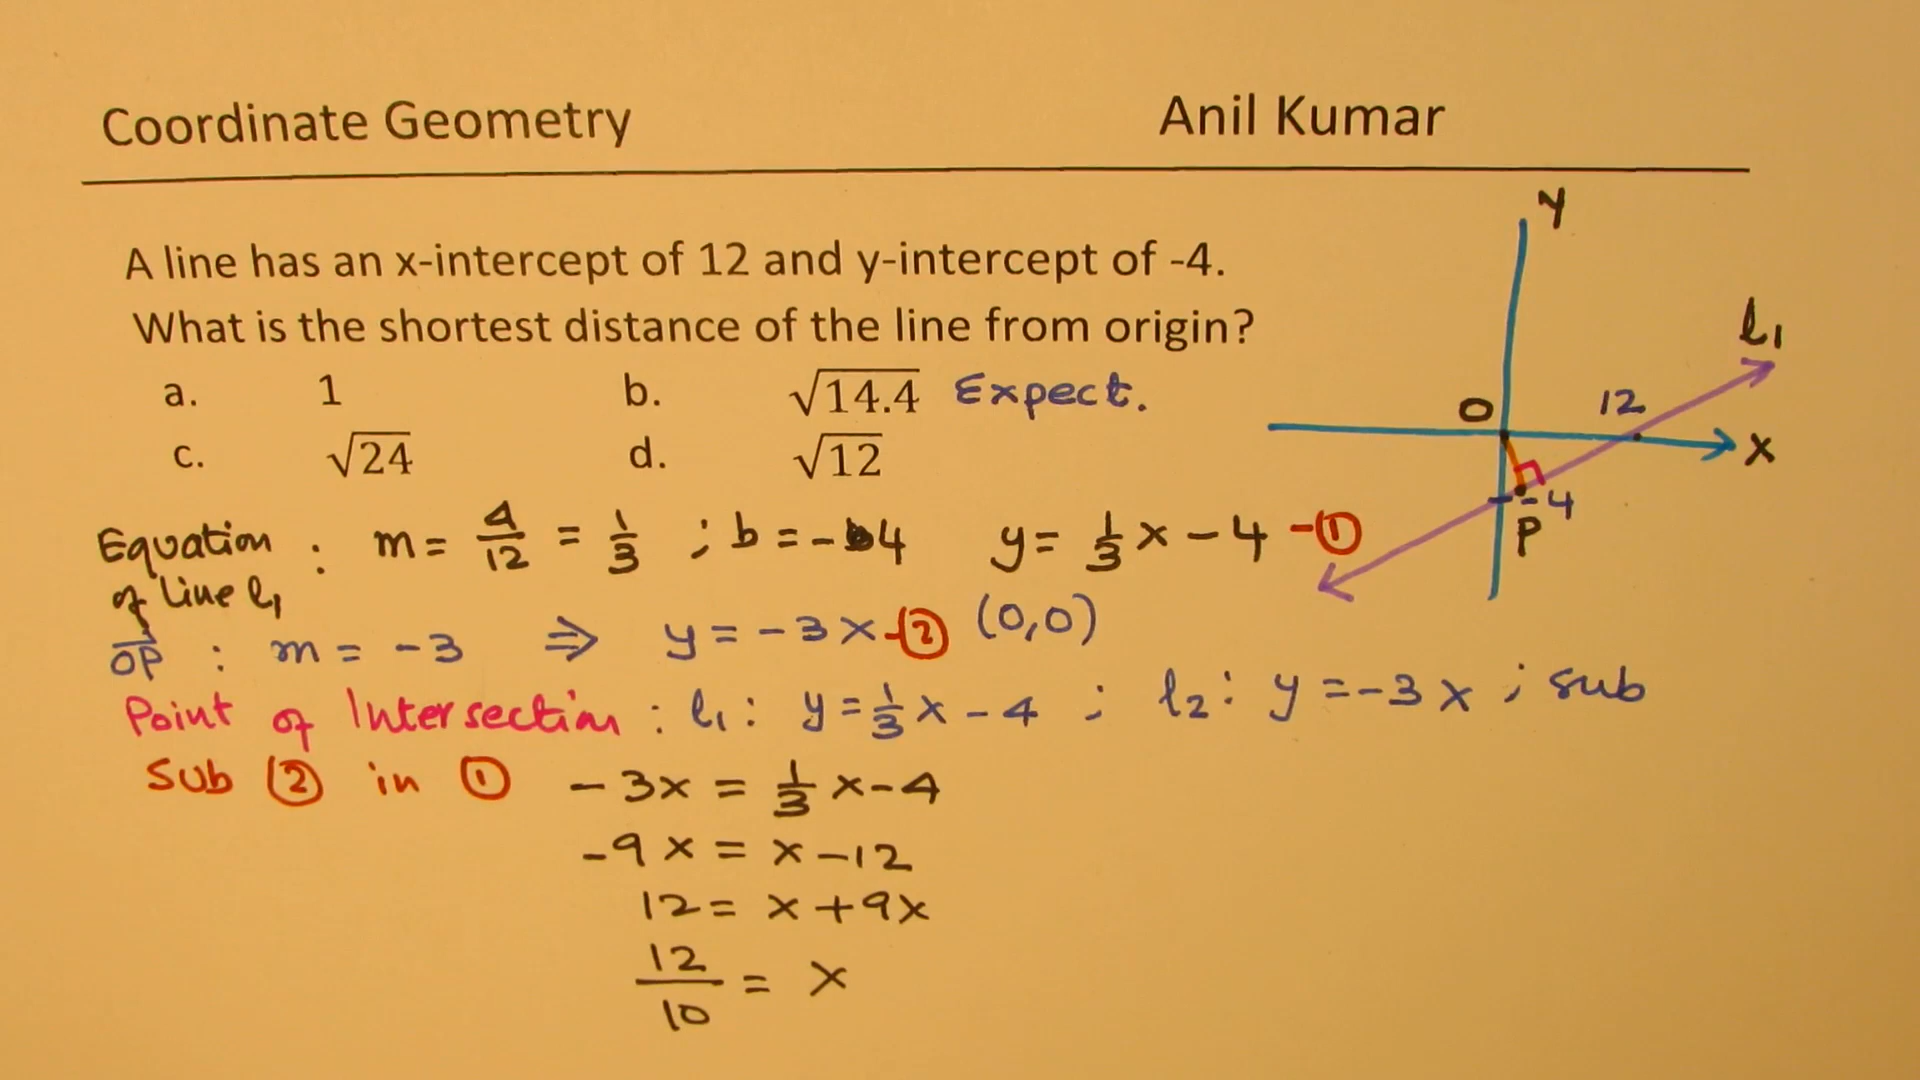 Coordinate Geometry Anil Kumar
A line has an x-intercept of 12 and y-intercept of -4.
What is the shortest distance of the line from origin?
a. 1 b. √14.4 Expect.
c. √24 d. √12
Y
l₁
O 12
X
-4
P
Equation of Line l₁ : m = 4/12 = 1/3 ; b = -4 y = 1/3 x - 4 -①
OP : m = -3 ⇒ y = -3x -② (0,0)
Point of Intersection : l₁ : y = 1/3 x - 4 ; l₂ : y = -3x ; sub
Sub ② in ① -3x = 1/3 x - 4
-9x = x - 12
12 = x + 9x
12/10 = x